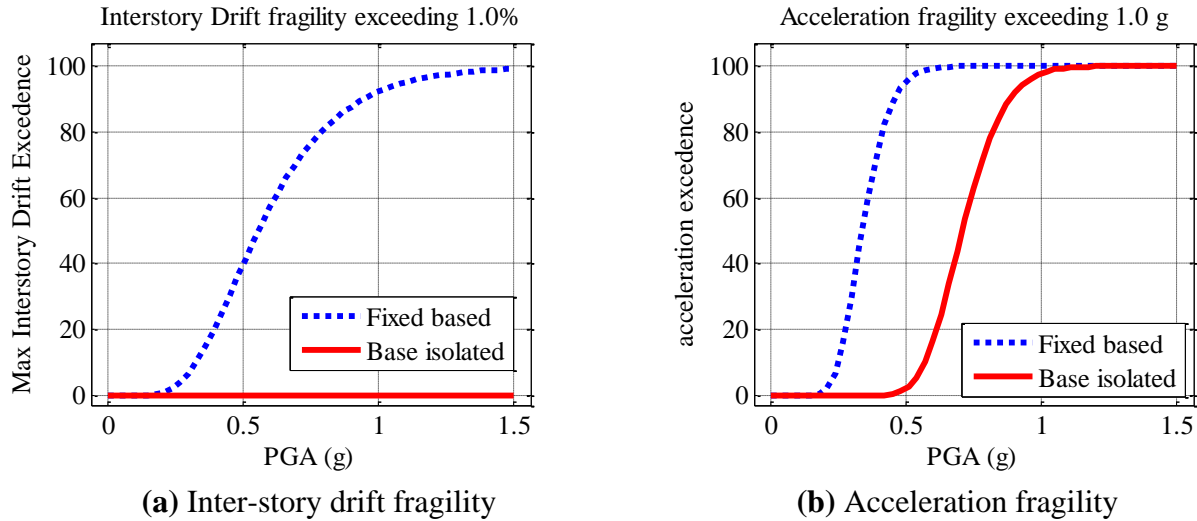 Interstory Drift fragility exceeding 1.0%
Max Interstory Drift Excedence
100
80
60
40
20
0
0 0.5 1 1.5
PGA (g)
Fixed based
Base isolated
(a) Inter-story drift fragility
Acceleration fragility exceeding 1.0 g
acceleration excedence
100
80
60
40
20
0
0 0.5 1 1.5
PGA (g)
Fixed based
Base isolated
(b) Acceleration fragility